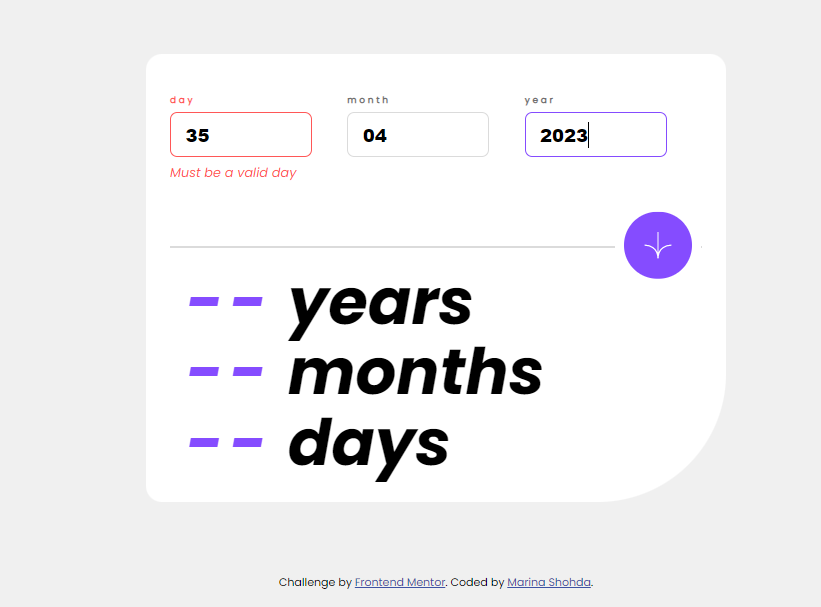 day month year
35 04 2023
Must be a valid day
-- years
-- months
-- days
Challenge by Frontend Mentor. Coded by Marina Shohda.